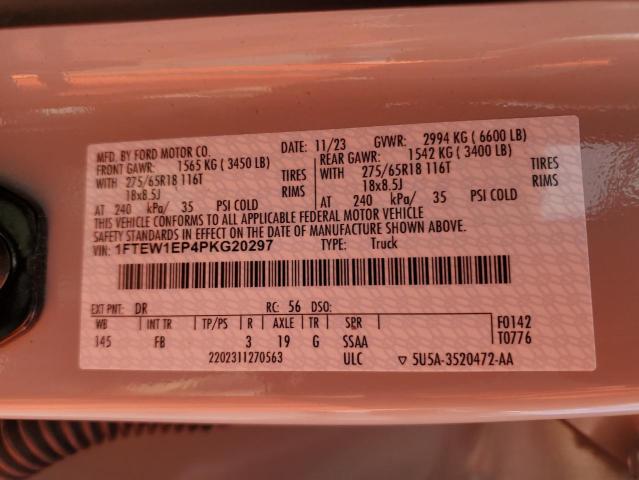 MFD. BY FORD MOTOR CO. DATE: 11/23 GVWR: 2994 KG ( 6600 LB)
FRONT GAWR: 1565 KG ( 3450 LB) REAR GAWR: 1542 KG ( 3400 LB)
WITH 275/65R18 116T TIRES WITH 275/65R18 116T TIRES
18x8.5J RIMS 18x8.5J RIMS
AT 240 kPa/ 35 PSI COLD AT 240 kPa/ 35 PSI COLD
THIS VEHICLE CONFORMS TO ALL APPLICABLE FEDERAL MOTOR VEHICLE
SAFETY STANDARDS IN EFFECT ON THE DATE OF MANUFACTURE SHOWN ABOVE.
VIN: 1FTEW1EP4PKG20297 TYPE: Truck
EXT PNT: DR RC: 56 DSO:
WB INT TR TP/PS R AXLE TR SPR F0142
145 FB 3 19 G SSAA T0776
2202311270563 ULC ▽ 5U5A-3520472-AA